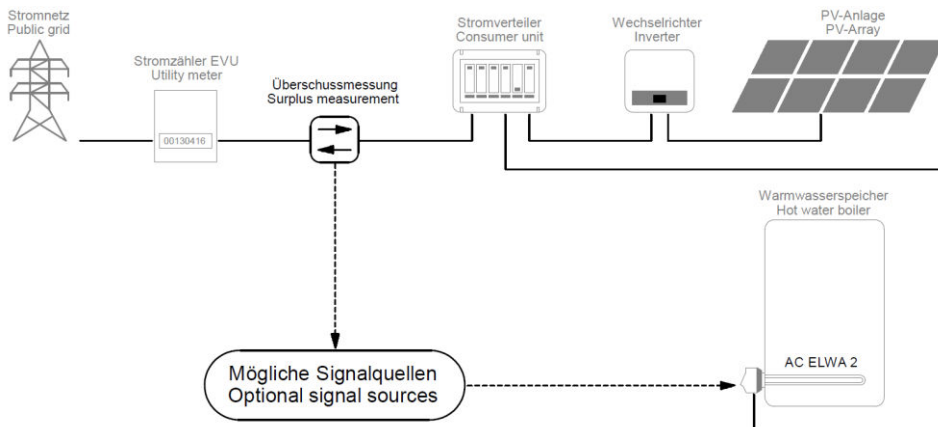 Stromnetz
Public grid
Stromzähler EVU
Utility meter
00130416
Überschussmessung
Surplus measurement
Stromverteiler
Consumer unit
Wechselrichter
Inverter
PV-Anlage
PV-Array
Warmwasserspeicher
Hot water boiler
AC ELWA 2
Mögliche Signalquellen
Optional signal sources